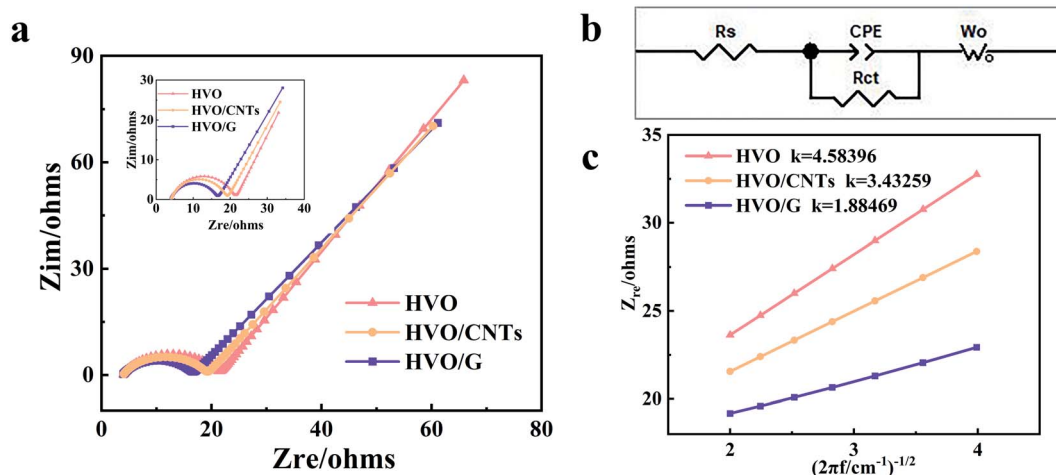 a
90
60
30
0
Zim/ohms
0 20 40 60 80
Zre/ohms
30
20
10
0
Zim/ohms
0 10 20 30 40
Zre/ohms
HVO
HVO/CNTs
HVO/G
HVO
HVO/CNTs
HVO/G
b
Rs
CPE
Wo
Rct
c
35
30
25
20
Z_re/ohms
HVO k=4.58396
HVO/CNTs k=3.43259
HVO/G k=1.88469
2 3 4
(2πf/cm⁻¹)⁻¹/²